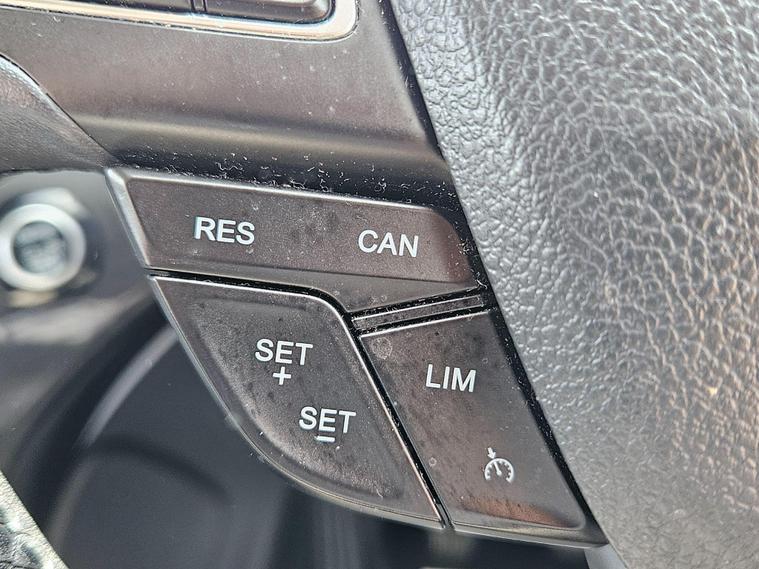 RES CAN
SET
+
LIM
SET
-